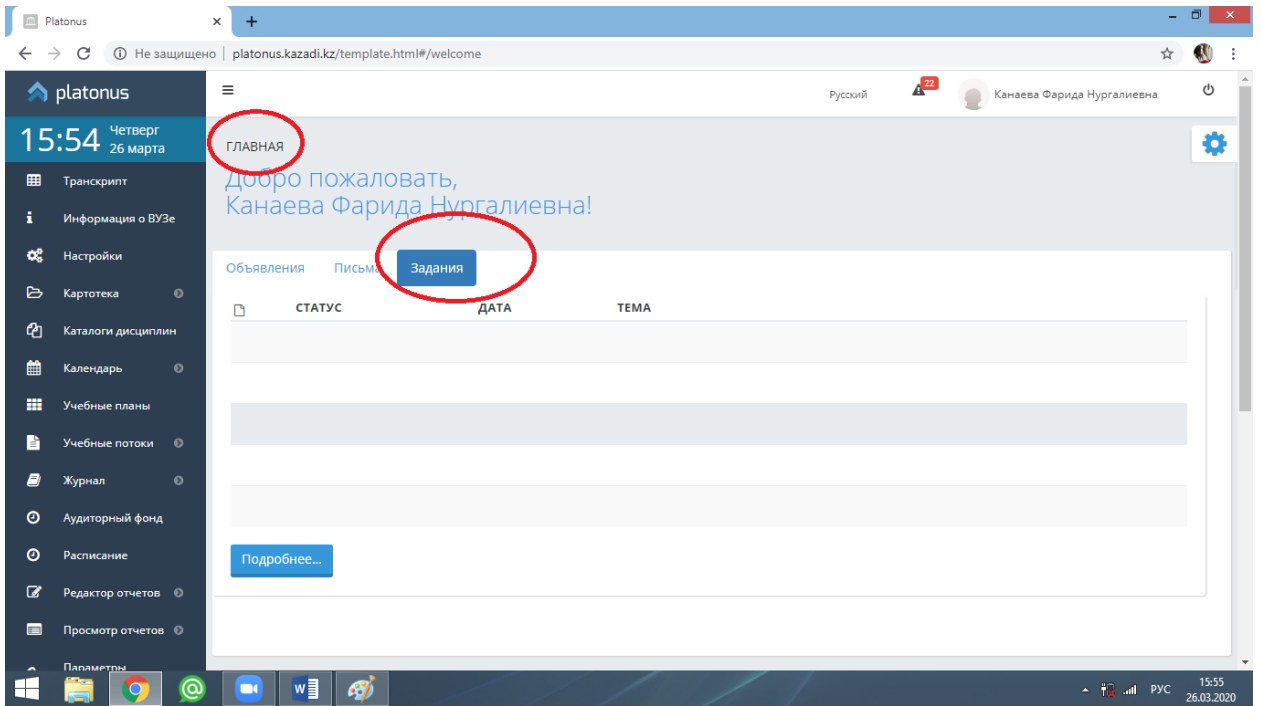 Platonus
Не защищено | platonus.kazadi.kz/template.html#/welcome
platonus
Русский
22
Канаева Фарида Нургалиевна
15:54
Четверг
26 марта
ГЛАВНАЯ
Добро пожаловать,
Канаева Фарида Нургалиевна!
Транскрипт
Информация о ВУЗе
Настройки
Картотека
Каталоги дисциплин
Календарь
Учебные планы
Учебные потоки
Журнал
Аудиторный фонд
Расписание
Редактор отчетов
Просмотр отчетов
Параметры
Объявления Письма Задания
СТАТУС ДАТА ТЕМА
Подробнее...
РУС
15:55
26.03.2020